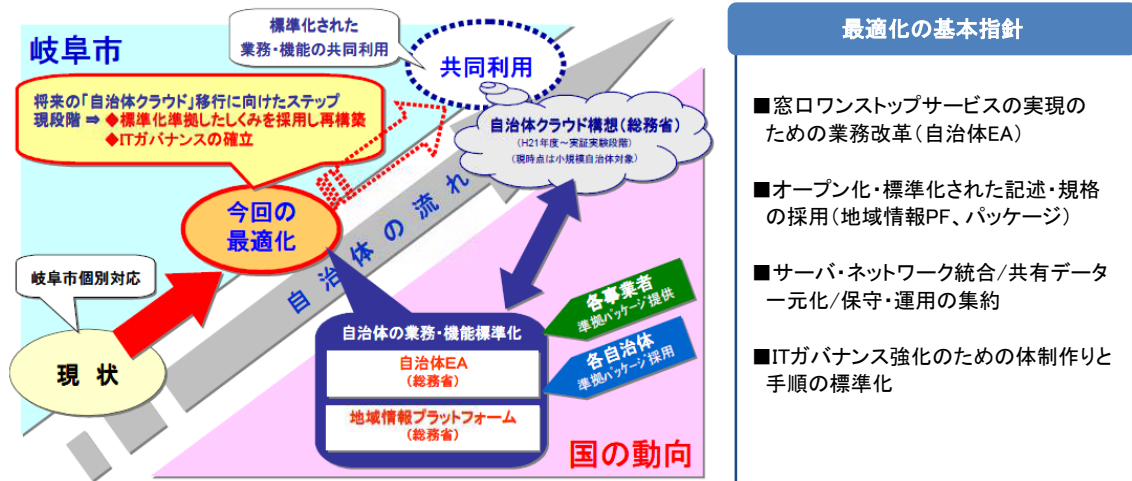 岐阜市
標準化された
業務・機能の共同利用
共同利用
将来の「自治体クラウド」移行に向けたステップ
現段階 ⇒ ◆標準化準拠したしくみを採用し再構築
◆ITガバナンスの確立
自治体クラウド構想(総務省)
(H21年度~実証実験段階)
(現時点は小規模自治体対象)
今回の
最適化
自治体の流れ
岐阜市個別対応
現 状
自治体の業務・機能標準化
自治体EA
(総務省)
地域情報プラットフォーム
(総務省)
各事業者
準拠パッケージ提供
各自治体
準拠パッケージ採用
国の動向
最適化の基本指針
■窓口ワンストップサービスの実現の
ための業務改革(自治体EA)
■オープン化・標準化された記述・規格
の採用(地域情報PF、パッケージ)
■サーバ・ネットワーク統合/共有データ
一元化/保守・運用の集約
■ITガバナンス強化のための体制作りと
手順の標準化